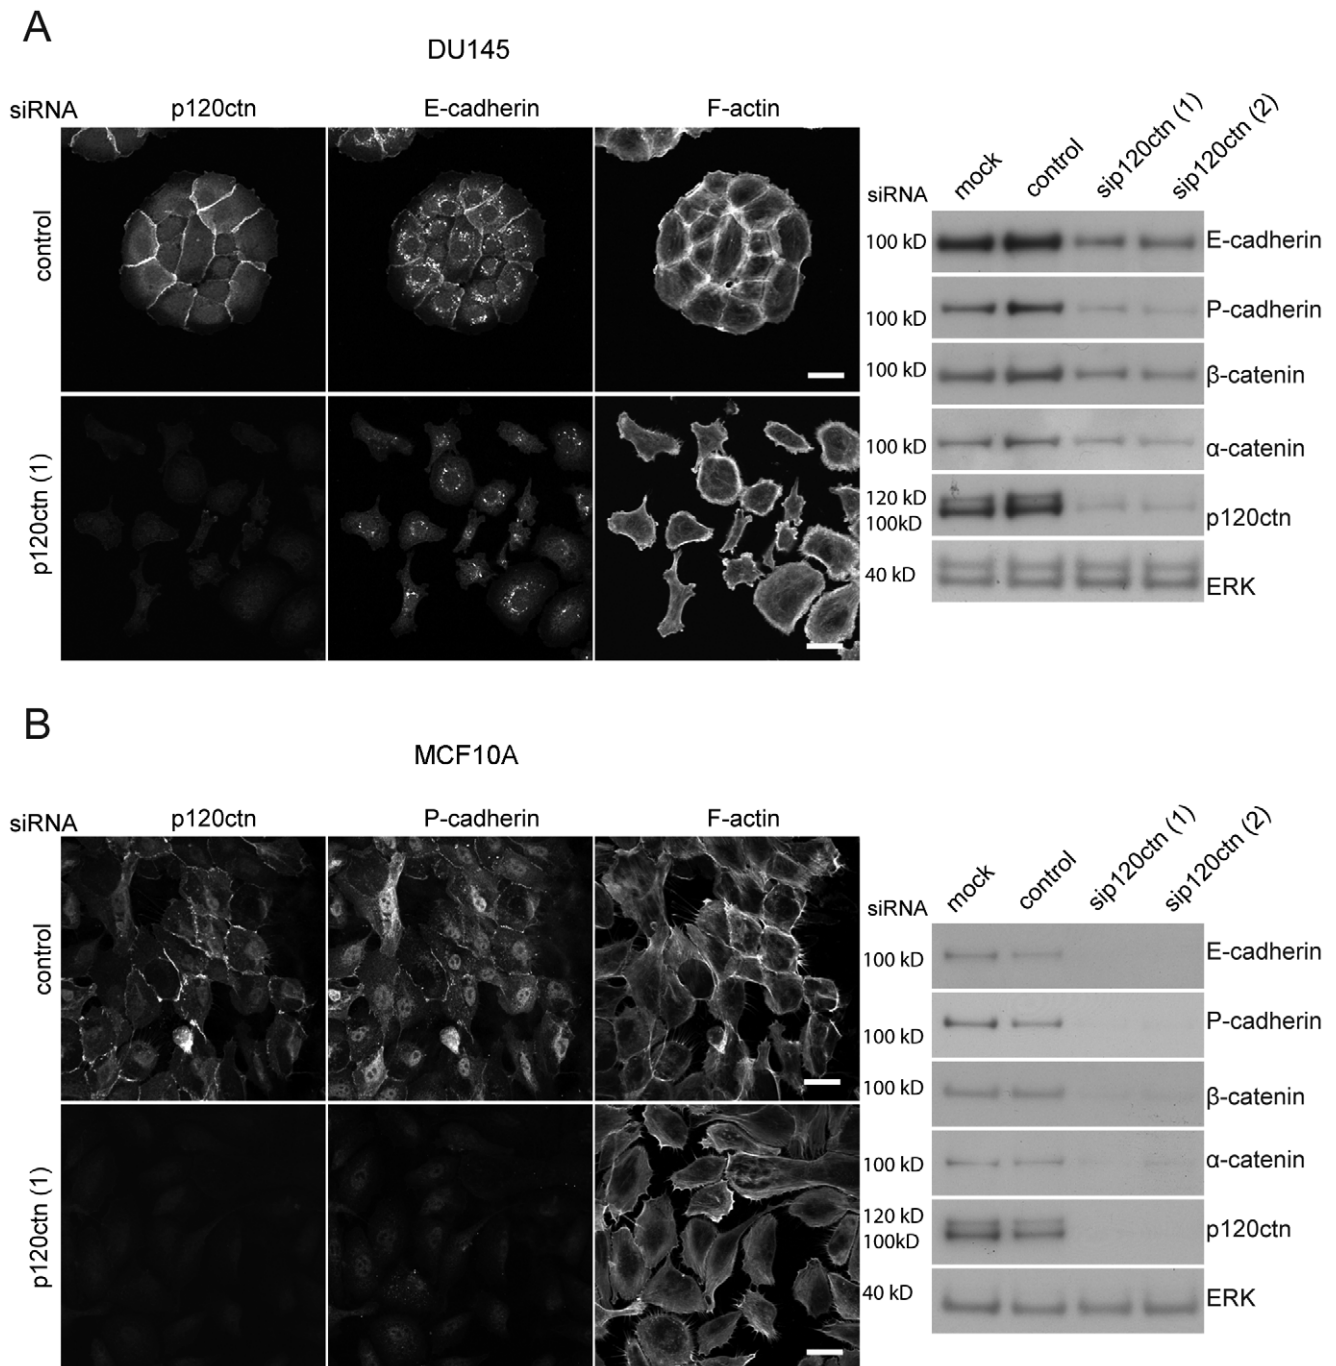 A
DU145
siRNA p120ctn E-cadherin F-actin
control
p120ctn (1)
siRNA mock control sip120ctn (1) sip120ctn (2)
100 kD E-cadherin
100 kD P-cadherin
100 kD β-catenin
100 kD α-catenin
120 kD
100kD p120ctn
40 kD ERK
B
MCF10A
siRNA p120ctn P-cadherin F-actin
control
p120ctn (1)
siRNA mock control sip120ctn (1) sip120ctn (2)
100 kD E-cadherin
100 kD P-cadherin
100 kD β-catenin
100 kD α-catenin
120 kD
100kD p120ctn
40 kD ERK